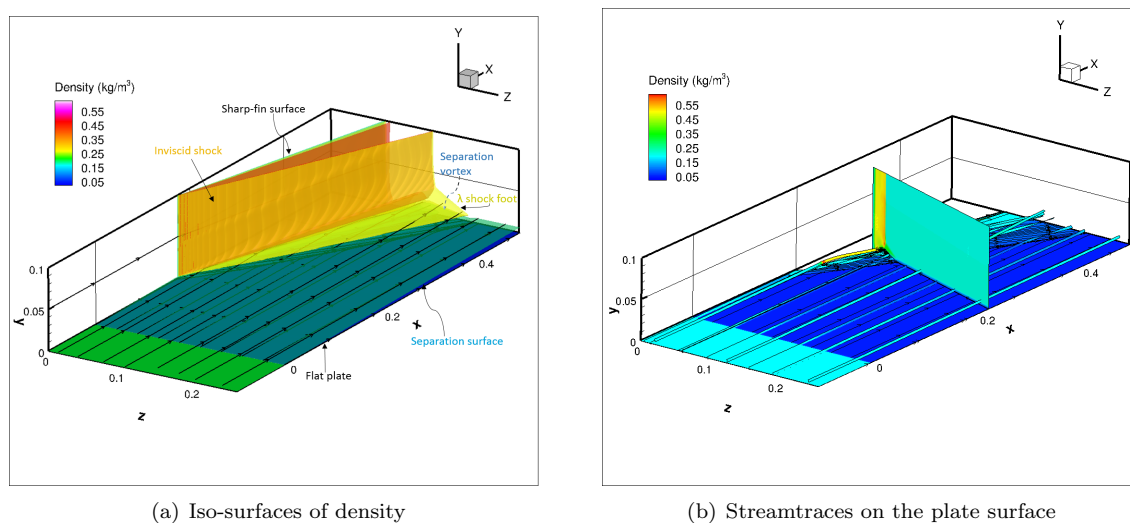 Y
X
Z
Density (kg/m³)
0.55
0.45
0.35
0.25
0.15
0.05
Sharp-fin surface
Inviscid shock
Separation
vortex
λ shock foot
0.1
0.05
y
0
0.1
0.2
z
0
0.2
0.4
x
Separation surface
Flat plate
(a) Iso-surfaces of density
Y
X
Z
Density (kg/m³)
0.55
0.45
0.35
0.25
0.15
0.05
0.1
0.05
y
0
0.1
0.2
z
0
0.2
0.4
x
(b) Streamtraces on the plate surface